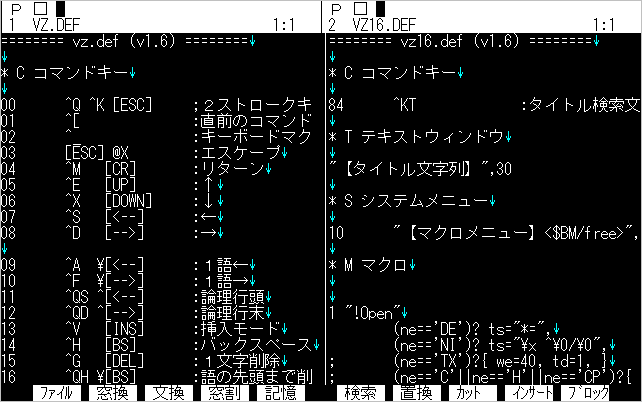 P
1 VZ.DEF 1:1
======== vz.def (v1.6) ========↓
↓
* C コマンドキー↓
↓
00 ^Q ^K [ESC] :2ストロークキ
01 ^[ :直前のコマンド
02 ^_ :キーボードマク
03 [ESC] @X :エスケープ↓
04 ^M [CR] :リターン↓
05 ^E [UP] :↑↓
06 ^X [DOWN] :↓↓
07 ^S [<--] :←↓
08 ^D [-->] :→↓
↓
09 ^A \[<--] :1語←↓
10 ^F \[-->] :1語→↓
11 ^QS ^[<--] :論理行頭↓
12 ^QD ^[-->] :論理行末↓
13 ^V [INS] :挿入モード↓
14 ^H [BS] :バックスペース↓
15 ^G [DEL] :1文字削除↓
16 ^QH \[BS] :語の先頭まで削
P
2 VZ16.DEF 1:1
======== vz16.def (v1.6) ========↓
↓
* C コマンドキー↓
↓
84 ^KT :タイトル検索文
↓
* T テキストウィンドウ↓
↓
"【タイトル文字列】",30
↓
* S システムメニュー↓
↓
10 "【マクロメニュー】<$BM/free>",
↓
* M マクロ↓
↓
1 "!Open"↓
(ne=='DE')? ts="*=",↓
(ne=='NI')? ts="\x ^\0/\0",↓
; (ne=='TX')?{ we=40, td=1, }↓
; (ne=='C'||ne=='H'||ne=='CP')?{
ファイル 窓換 文換 窓割 記憶 検索 置換 カット インサート ブロック